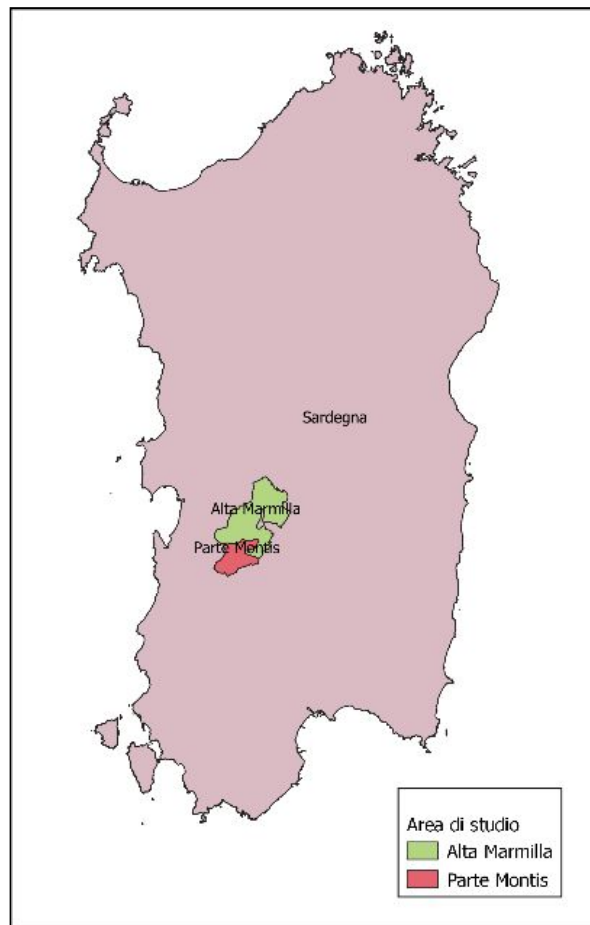 Sardegna
Alta Marmilla
Parte Montis
Area di studio
Alta Marmilla
Parte Montis